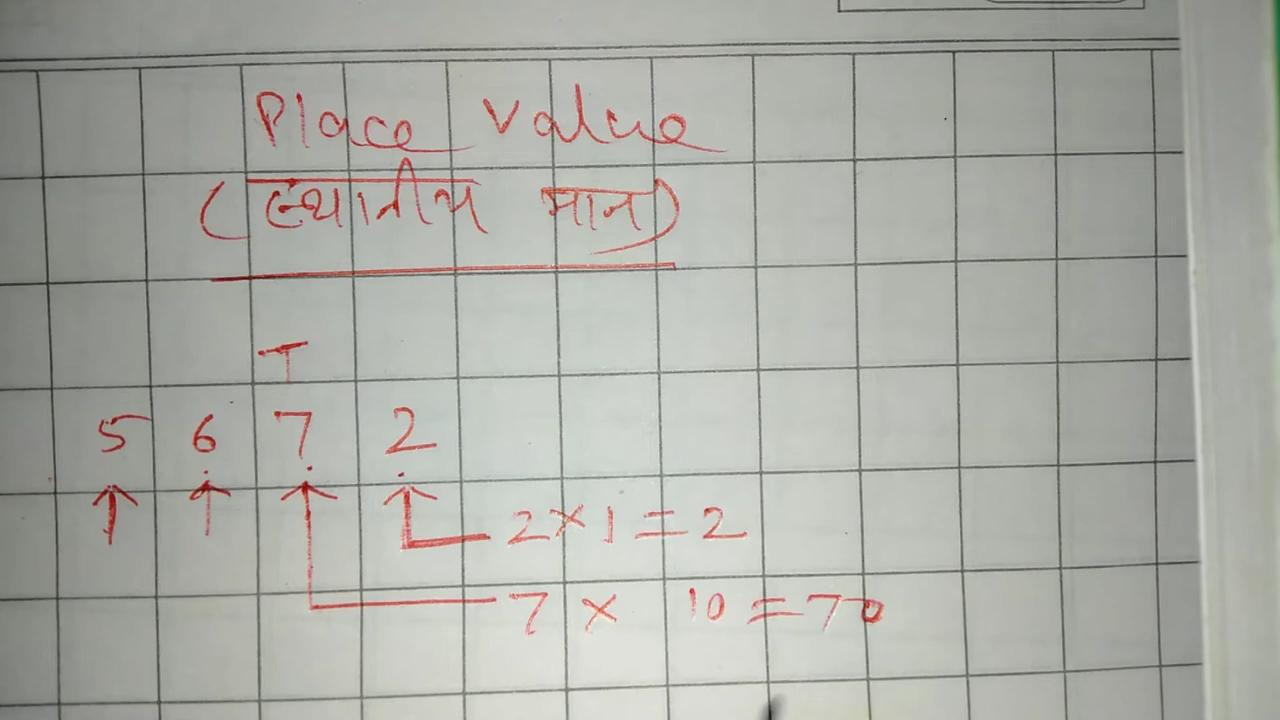 Place Value
(स्थानीय मान)
T
5 6 7 2
2 × 1 = 2
7 × 10 = 70